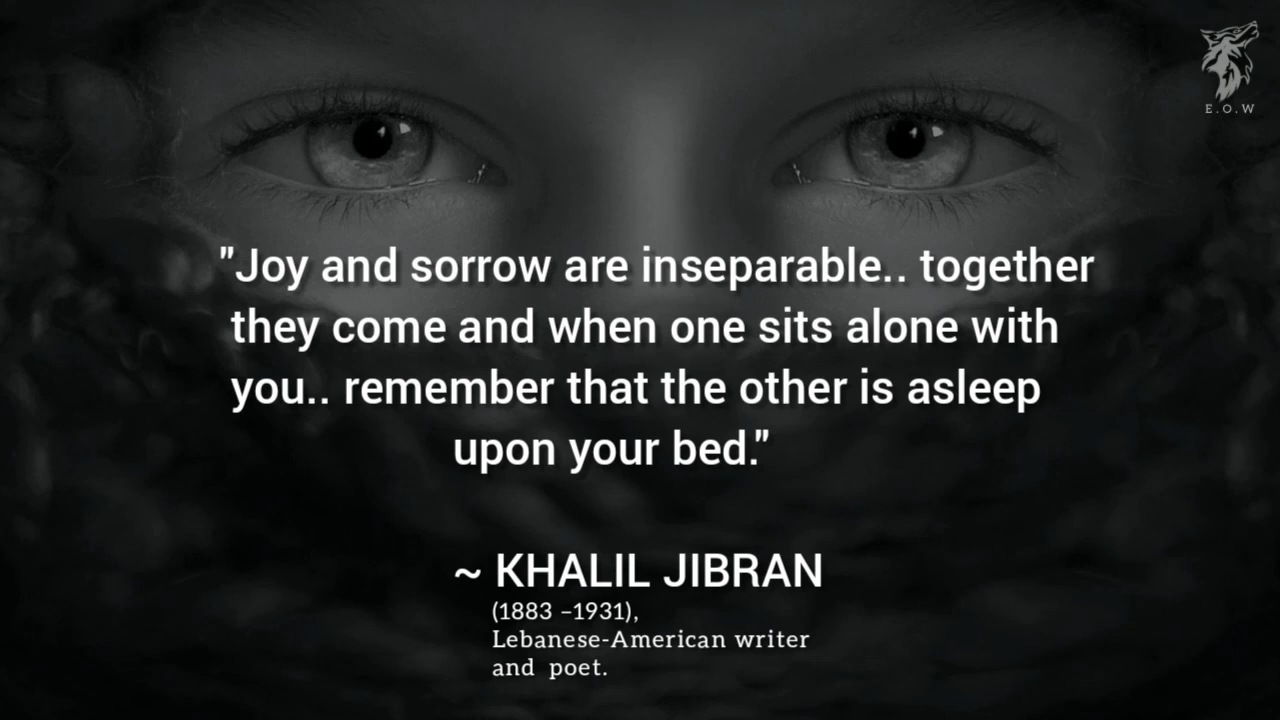 E.O.W
"Joy and sorrow are inseparable.. together
they come and when one sits alone with
you.. remember that the other is asleep
upon your bed."
~ KHALIL JIBRAN
(1883 –1931),
Lebanese-American writer
and poet.